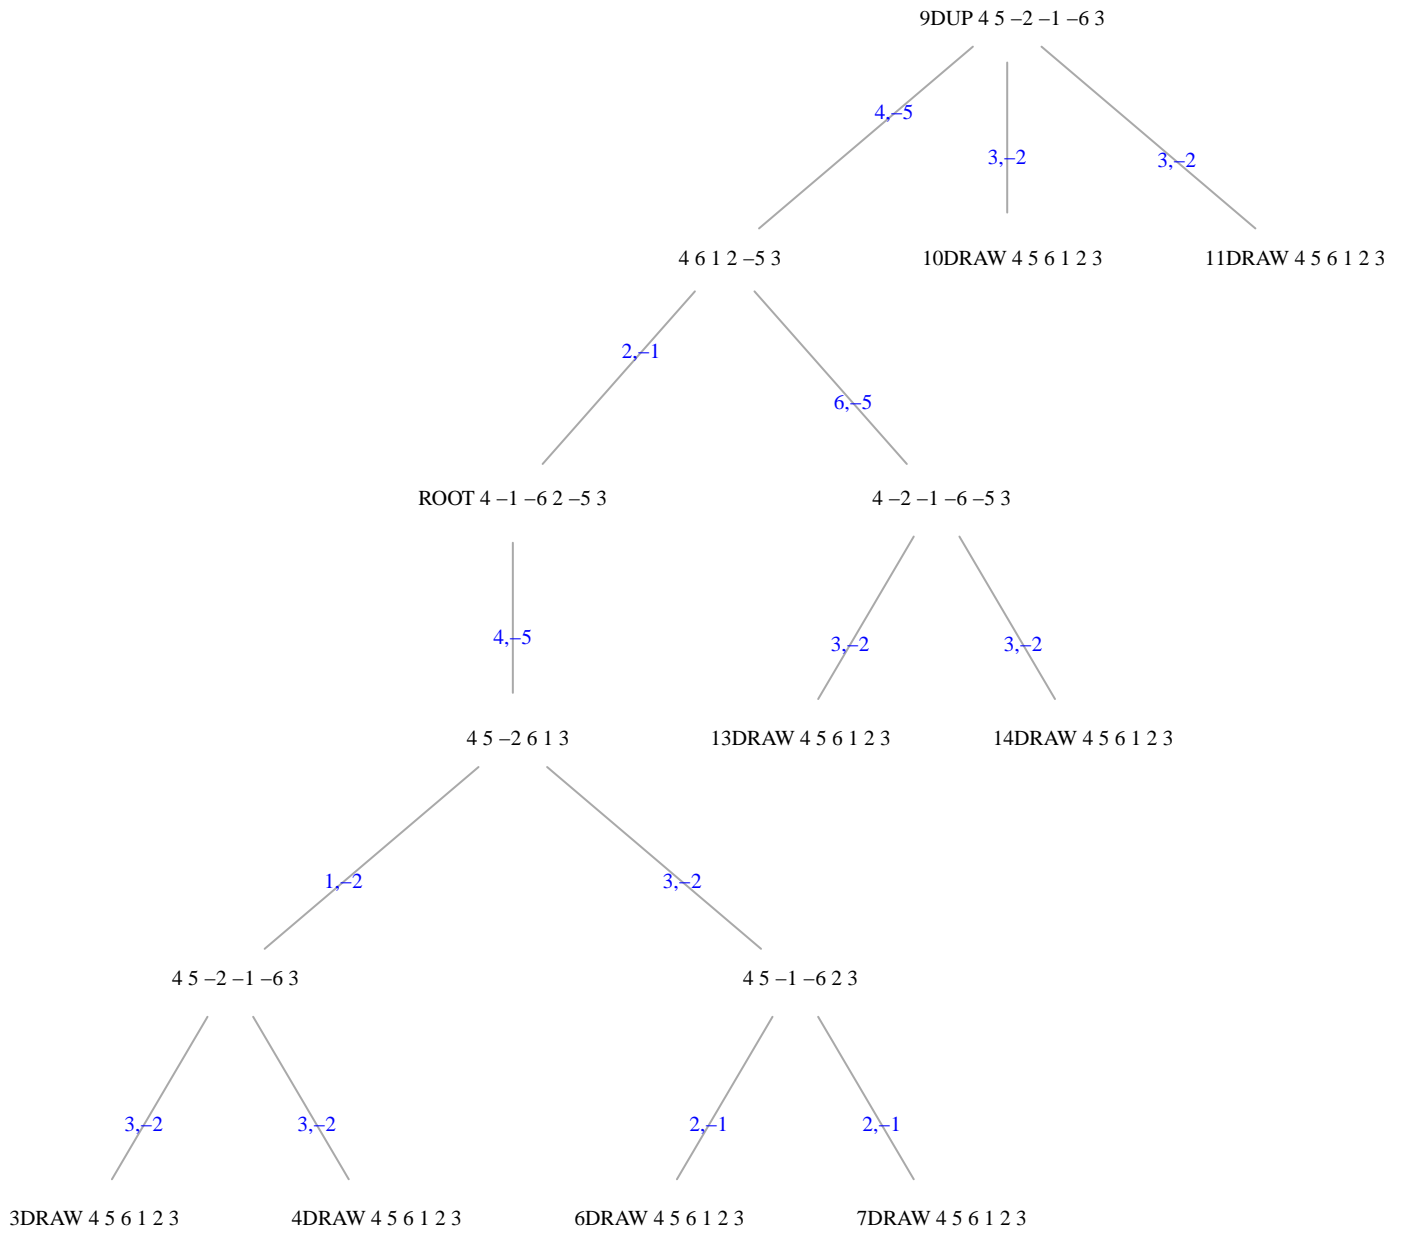 9DUP 4 5 –2 –1 –6 3
4,–5
3,–2
3,–2
4 6 1 2 –5 3
10DRAW 4 5 6 1 2 3
11DRAW 4 5 6 1 2 3
2,–1
6,–5
ROOT 4 –1 –6 2 –5 3
4 –2 –1 –6 –5 3
4,–5
3,–2
3,–2
4 5 –2 6 1 3
13DRAW 4 5 6 1 2 3
14DRAW 4 5 6 1 2 3
1,–2
3,–2
4 5 –2 –1 –6 3
4 5 –1 –6 2 3
3,–2
3,–2
2,–1
2,–1
3DRAW 4 5 6 1 2 3
4DRAW 4 5 6 1 2 3
6DRAW 4 5 6 1 2 3
7DRAW 4 5 6 1 2 3